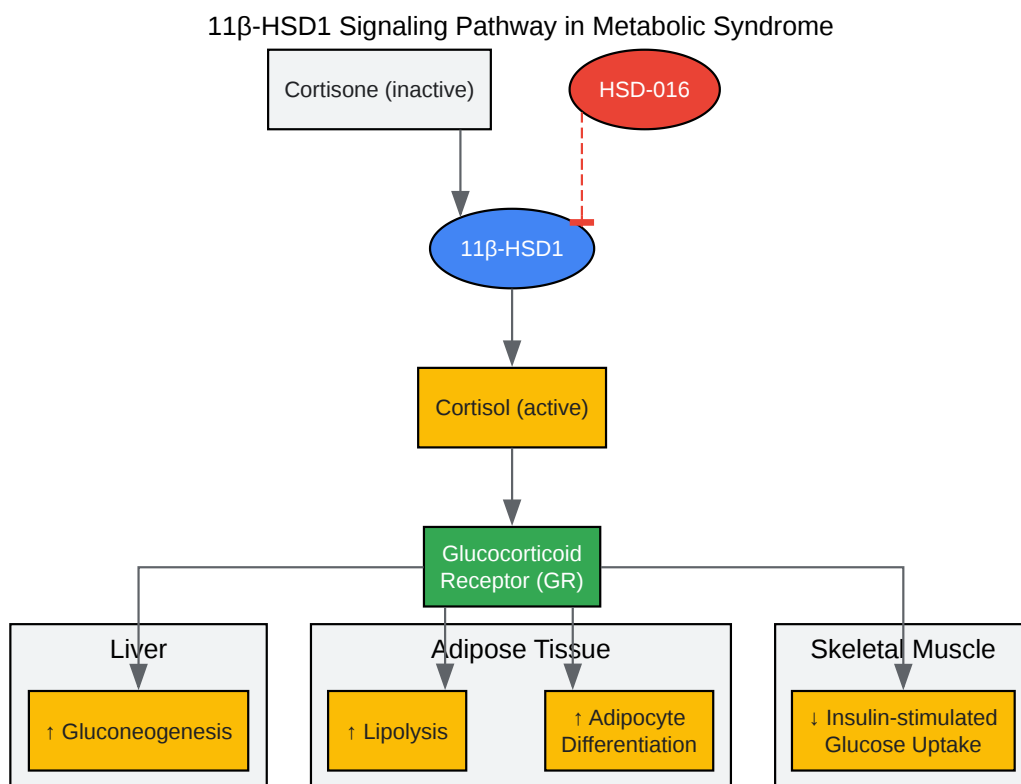 11β-HSD1 Signaling Pathway in Metabolic Syndrome
Cortisone (inactive)
HSD-016
11β-HSD1
Cortisol (active)
Glucocorticoid
Receptor (GR)
Liver
Adipose Tissue
Skeletal Muscle
↑ Gluconeogenesis
↑ Lipolysis
↑ Adipocyte
Differentiation
↓ Insulin-stimulated
Glucose Uptake